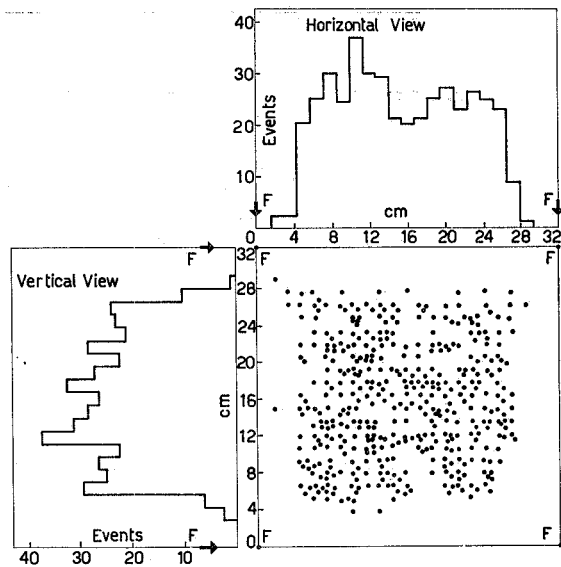 40
Horizontal View
30
Events
20
10
F
F
cm
0 4 8 12 16 20 24 28 32
F
32
F
F
Vertical View
28
24
20
cm
16
12
8
4
Events
F
0
F
F
40 30 20 10